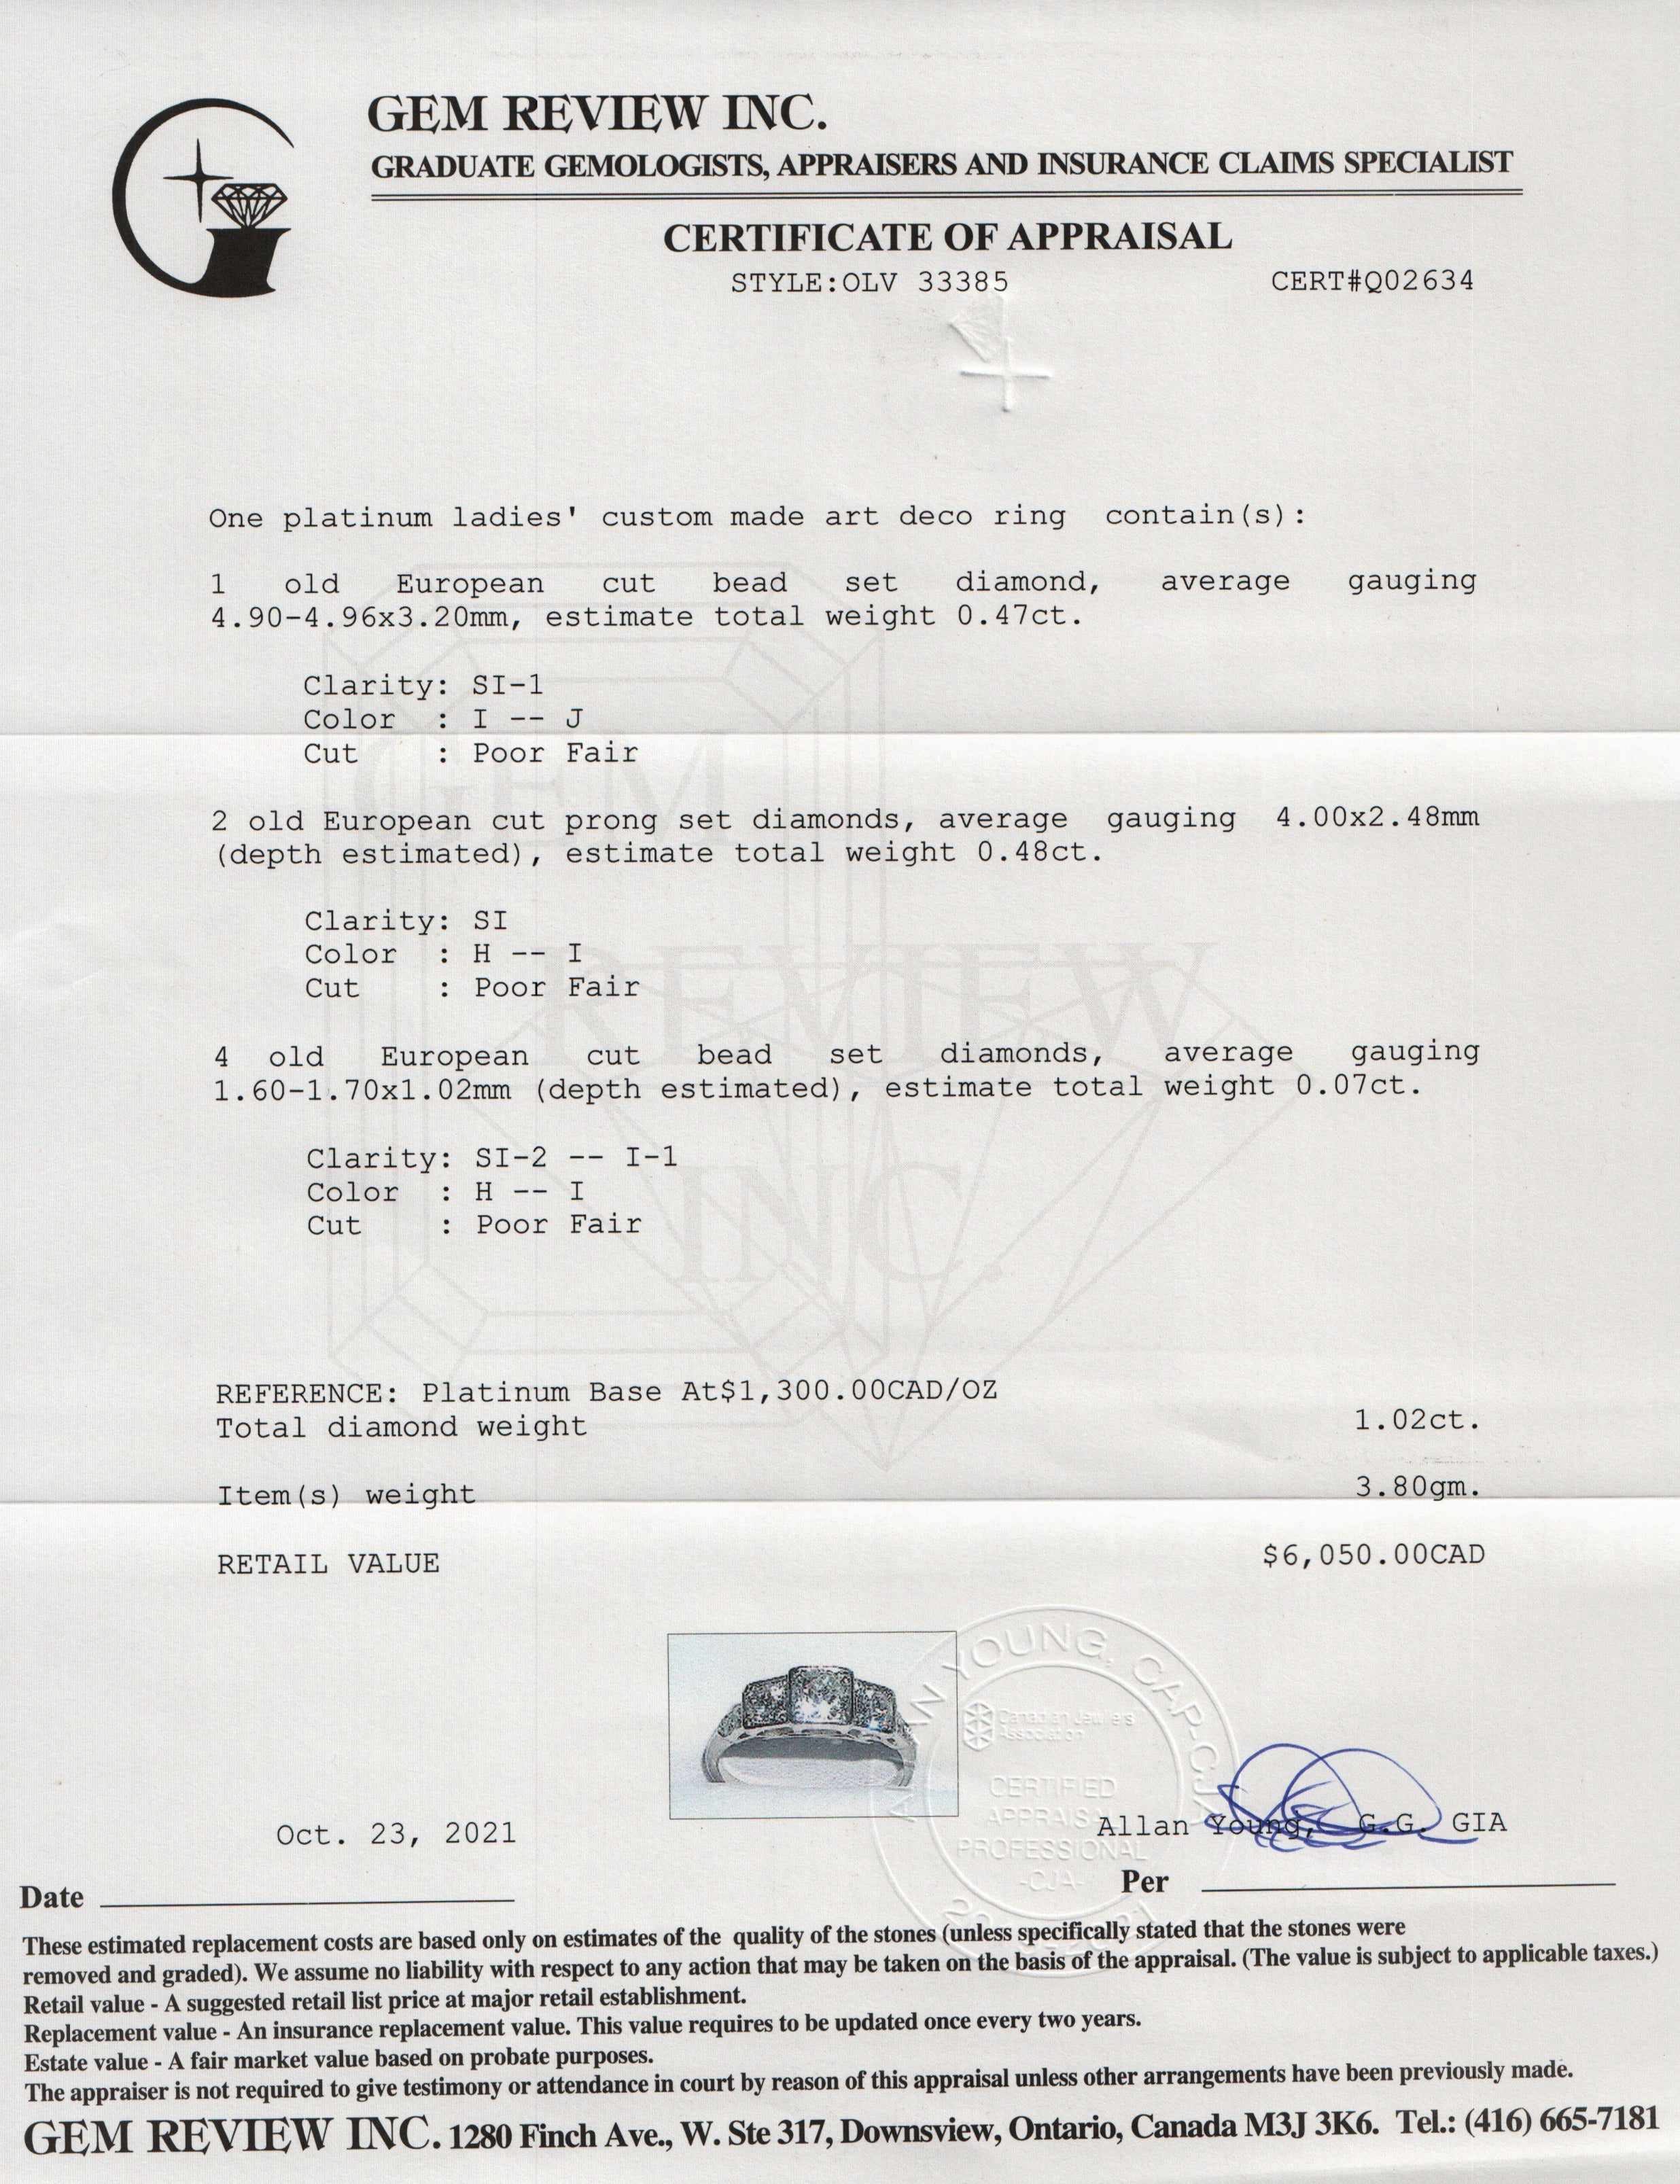 GEM REVIEW INC.
GRADUATE GEMOLOGISTS, APPRAISERS AND INSURANCE CLAIMS SPECIALIST
CERTIFICATE OF APPRAISAL
STYLE:OLV 33385 CERT#Q02634
One platinum ladies' custom made art deco ring contain(s):
1 old European cut bead set diamond, average gauging
4.90-4.96x3.20mm, estimate total weight 0.47ct.
Clarity: SI-1
Color : I -- J
Cut : Poor Fair
2 old European cut prong set diamonds, average gauging 4.00x2.48mm
(depth estimated), estimate total weight 0.48ct.
Clarity: SI
Color : H -- I
Cut : Poor Fair
4 old European cut bead set diamonds, average gauging
1.60-1.70x1.02mm (depth estimated), estimate total weight 0.07ct.
Clarity: SI-2 -- I-1
Color : H -- I
Cut : Poor Fair
GEM
REVIEW
INC.
REFERENCE: Platinum Base At$1,300.00CAD/OZ
Total diamond weight 1.02ct.
Item(s) weight 3.80gm.
RETAIL VALUE $6,050.00CAD
YOUNG, CAP-CJA
Canadian Jewellers
Association
CERTIFIED
APPRAISAL
PROFESSIONAL
-CJA-
Oct. 23, 2021 Allan Young, G.G. GIA
Date Per
These estimated replacement costs are based only on estimates of the quality of the stones (unless specifically stated that the stones were
removed and graded). We assume no liability with respect to any action that may be taken on the basis of the appraisal. (The value is subject to applicable taxes.)
Retail value - A suggested retail list price at major retail establishment.
Replacement value - An insurance replacement value. This value requires to be updated once every two years.
Estate value - A fair market value based on probate purposes.
The appraiser is not required to give testimony or attendance in court by reason of this appraisal unless other arrangements have been previously made.
GEM REVIEW INC. 1280 Finch Ave., W. Ste 317, Downsview, Ontario, Canada M3J 3K6. Tel.: (416) 665-7181